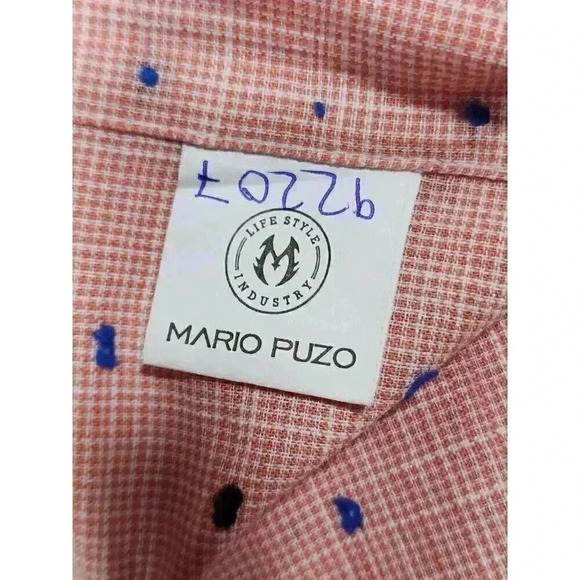 92207
LIFE STYLE
INDUSTRY
MARIO PUZO